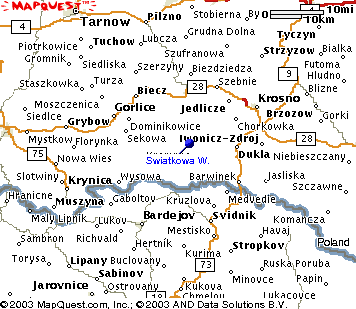 MAPQUEST
Pilzno
Stobierna
BY
0
4
10mi
10km
4
Tarnow
Grudna Dolna
Tyczyn
Piotrkowice
Tuchow
Lubcza
Strzyzow
Gromnik
Siedliska
Szufranowa
Bialka
Szerzyny
Biezdziedza
9
Futoma
Staszkowka
Turza
Szebnie
Hludno
Biecz
28
Blizne
Moszczenica
Gorlice
Jedlicze
Krosno
Gorki
Siedlce
Grybow
Dominikowice
Brzozow
Chorkowka
Mystkow
Florynka
Sekowa
Iwonicz-Zdroj
28
75
Nowa Wies
Swiatkowa W.
Dukla
Niebieszczany
Slotwiny
Wysowa
Barwinek
Jasliska
Krynica
Hranicne
Gaboltov
Kruzlova
Medvedie
Szczawne
Muszyna
Maly Lipnik
Lukov
Bardejov
Svidnik
Komancza
Sambron
Richvald
Mestisko
Havaj
Poland
Hertnik
Stropkov
Torysa
Lipany
Buclovany
Kurima
Ruska
Poruba
Sabinov
73
Minovce
Papin
Jarovnice
Ostrovany
Kukova
Lukacovce
©2003 MapQuest.com, Inc.; ©2003 AND Data Solutions B.V.